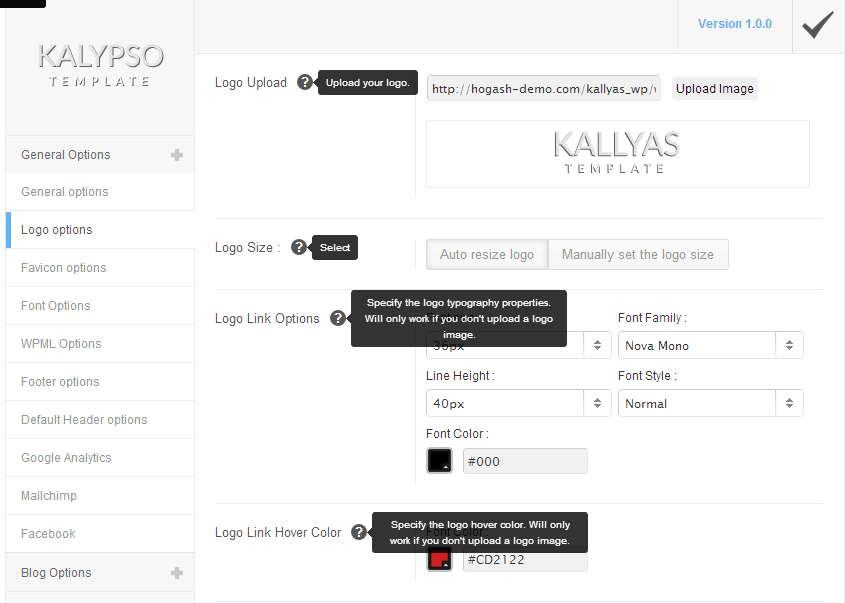 KALYPSO
TEMPLATE
General Options
General options
Logo options
Favicon options
Font Options
WPML Options
Footer options
Default Header options
Google Analytics
Mailchimp
Facebook
Blog Options
Version 1.0.0
Logo Upload ? Upload your logo.
http://hogash-demo.com/kallyas_wp/ Upload Image
KALLYAS
TEMPLATE
Logo Size : ? Select
Auto resize logo Manually set the logo size
Logo Link Options ?
Specify the logo typography properties.
Will only work if you don't upload a logo
image.
Font Family :
36px Nova Mono
Line Height : Font Style :
40px Normal
Font Color :
#000
Logo Link Hover Color ?
Specify the logo hover color. Will only
work if you don't upload a logo image.
Font Color :
#CD2122